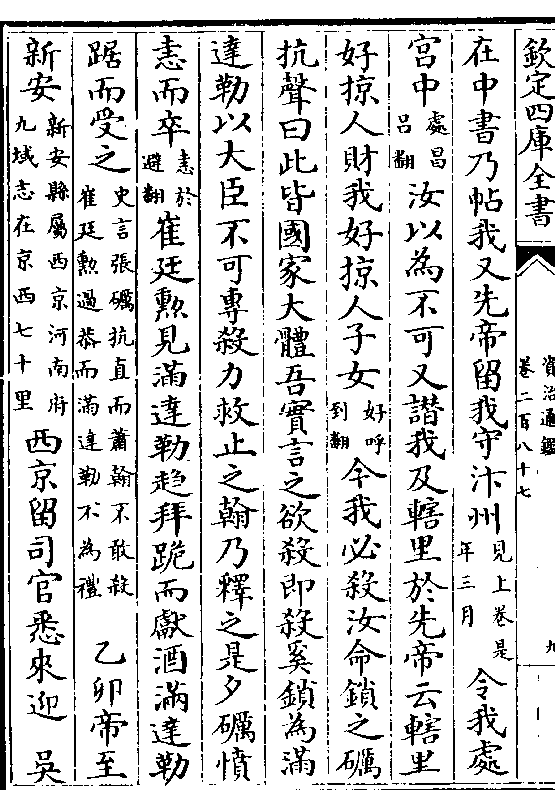 欽定四庫全書
資治通鑑
卷二百八十七
九
在中書乃帖我又先帝留我守汴州見上卷是年三月令我處
宮中處昌呂翻汝以為不可又譖我及轄里於先帝云轄里
好掠人財我好掠人子女好呼到翻今我必殺汝命鎖之礪
抗聲曰此皆國家大體吾實言之欲殺即殺奚鎖為滿
達勒以大臣不可專殺力救止之翰乃釋之是夕礪憤
恚而卒恚於避翻崔廷勲見滿達勒趋拜跪而獻酒滿達勒
踞而受之史言張礪抗直而蕭翰不敢殺崔廷勲過恭而滿達勒不為禮乙卯帝至
新安新安縣屬西京河南府九域志在京西七十里西京留司官悉來迎吳